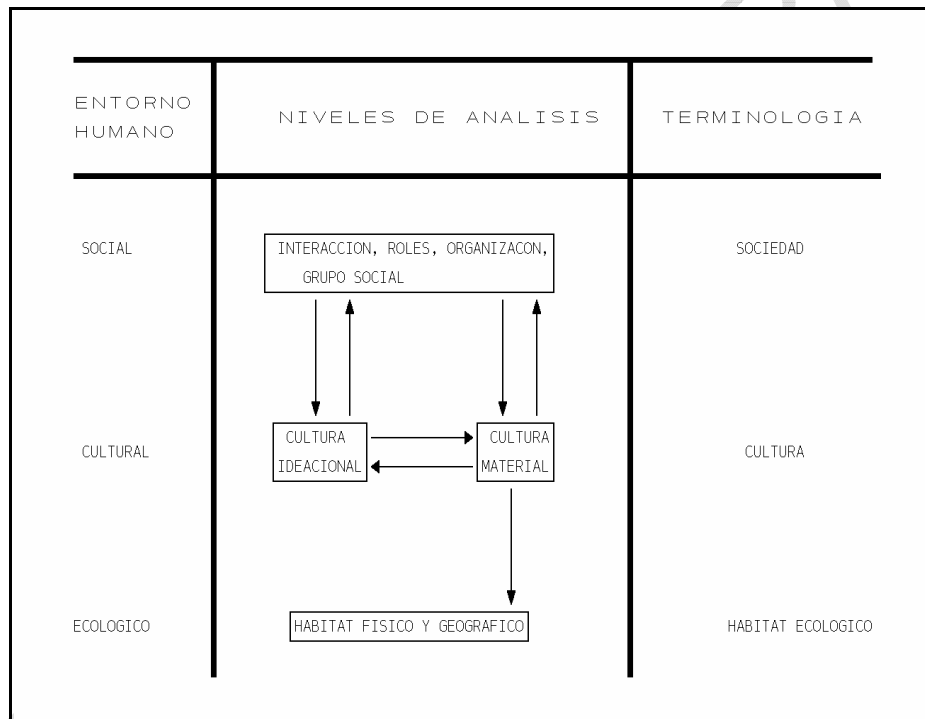 ENTORNO
HUMANO
NIVELES DE ANALISIS
TERMINOLOGIA
SOCIAL
INTERACCION, ROLES, ORGANIZACON,
GRUPO SOCIAL
SOCIEDAD
CULTURAL
CULTURA
IDEACIONAL
CULTURA
MATERIAL
CULTURA
ECOLOGICO
HABITAT FISICO Y GEOGRAFICO
HABITAT ECOLOGICO